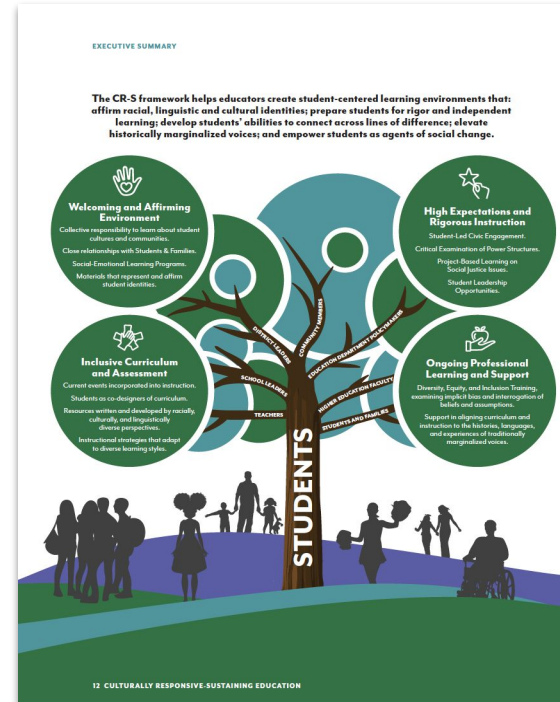 EXECUTIVE SUMMARY
The CR-S framework helps educators create student-centered learning environments that:
affirm racial, linguistic and cultural identities; prepare students for rigor and independent
learning; develop students' abilities to connect across lines of difference; elevate
historically marginalized voices; and empower students as agents of social change.
Welcoming and Affirming
Environment
Collective responsibility to learn about student
cultures and communities.
Close relationships with Students & Families.
Social-Emotional Learning Programs.
Materials that represent and affirm
student identities.
High Expectations and
Rigorous Instruction
Student-Led Civic Engagement.
Critical Examination of Power Structures.
Project-Based Learning on
Social Justice Issues.
Student Leadership
Opportunities.
Inclusive Curriculum
and Assessment
Current events incorporated into instruction.
Students as co-designers of curriculum.
Resources written and developed by racially,
culturally, and linguistically
diverse perspectives.
Instructional strategies that adapt
to diverse learning styles.
Ongoing Professional
Learning and Support
Diversity, Equity, and Inclusion Training,
examining implicit bias and interrogation of
beliefs and assumptions.
Support in aligning curriculum and
instruction to the histories, languages,
and experiences of traditionally
marginalized voices.
DISTRICT LEADERS
COMMUNITY MEMBERS
EDUCATION DEPARTMENT POLICYMAKERS
SCHOOL LEADERS
HIGHER EDUCATION FACULTY
TEACHERS
STUDENTS AND FAMILIES
STUDENTS
12 CULTURALLY RESPONSIVE-SUSTAINING EDUCATION